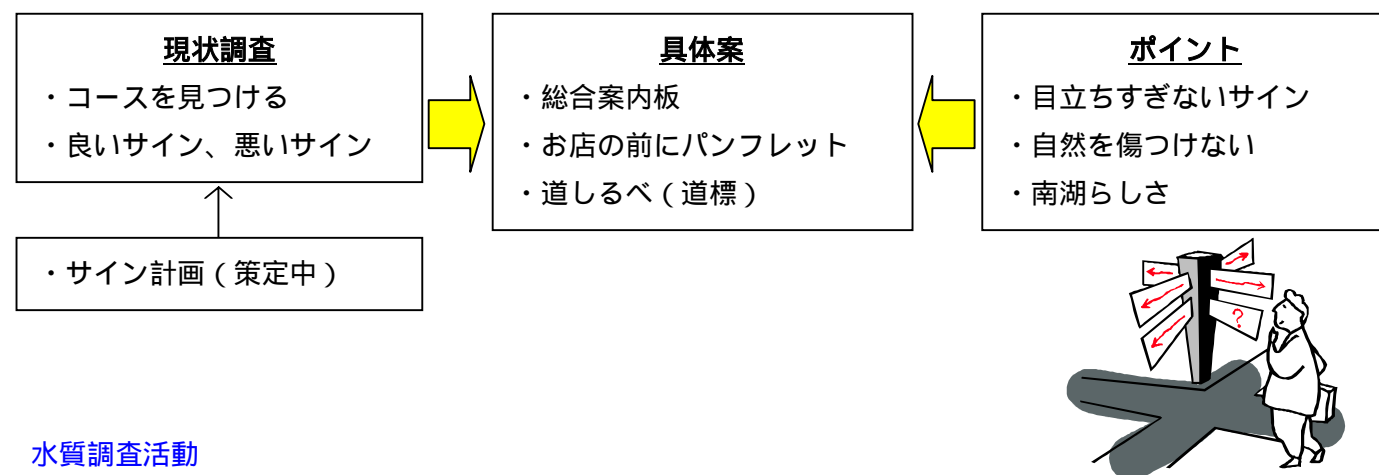 現状調査
・コースを見つける
・良いサイン、悪いサイン
・サイン計画（策定中）
具体案
・総合案内板
・お店の前にパンフレット
・道しるべ（道標）
ポイント
・目立ちすぎないサイン
・自然を傷つけない
・南湖らしさ
?
水質調査活動